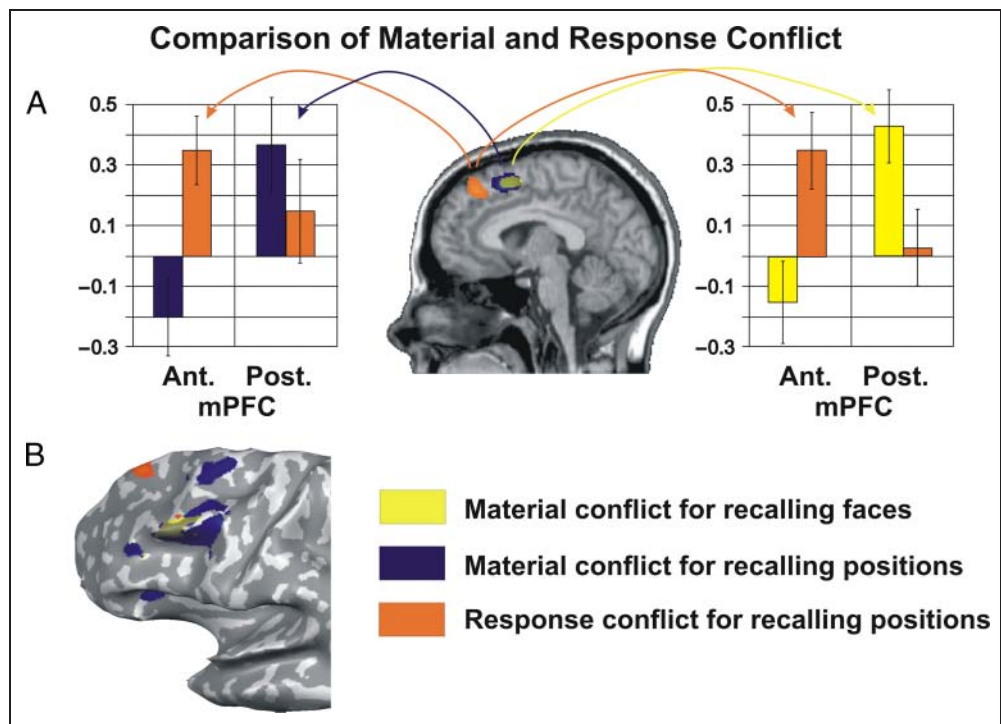 Comparison of Material and Response Conflict
A
0.5
0.3
0.1
–0.1
–0.3
Ant. Post.
mPFC
0.5
0.3
0.1
–0.1
–0.3
Ant. Post.
mPFC
B
Material conflict for recalling faces
Material conflict for recalling positions
Response conflict for recalling positions